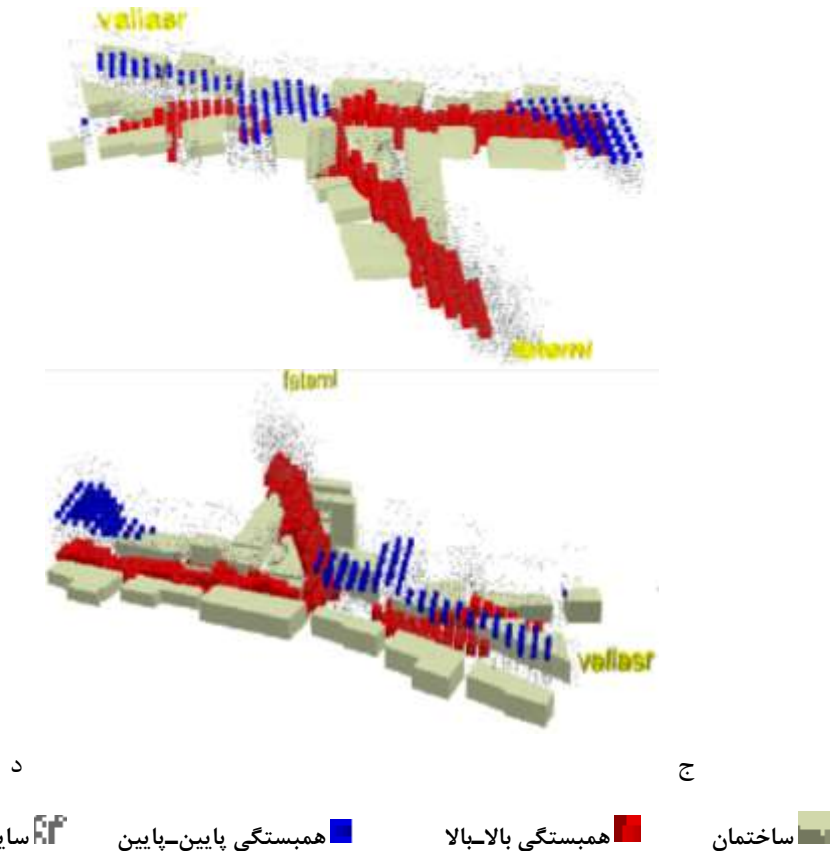 valiasr
fatemi
fatemi
valiasr
ج د
ساختمان همبستگی بالا-بالا همبستگی پایین-پایین